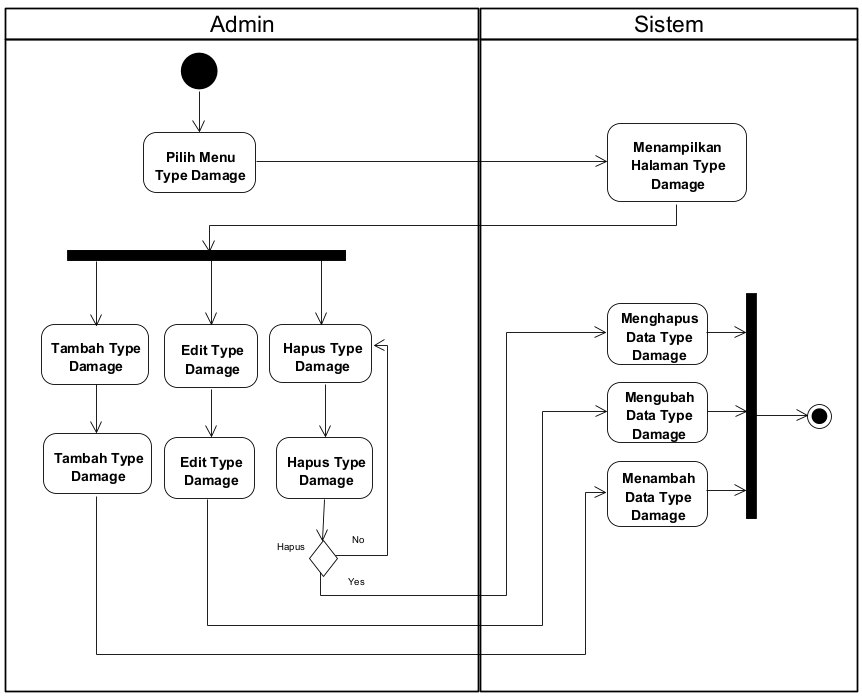 Admin
Sistem
Pilih Menu
Type Damage
Menampilkan
Halaman Type
Damage
Tambah Type
Damage
Edit Type
Damage
Hapus Type
Damage
Menghapus
Data Type
Damage
Mengubah
Data Type
Damage
Tambah Type
Damage
Edit Type
Damage
Hapus Type
Damage
Menambah
Data Type
Damage
Hapus
No
Yes